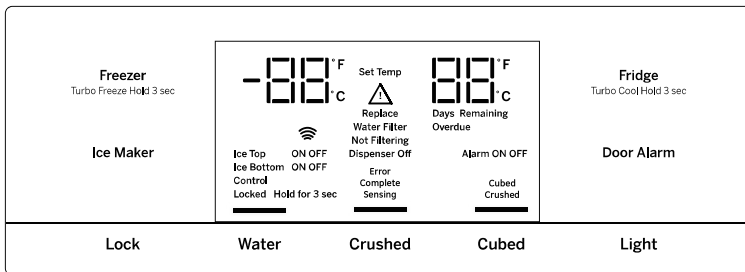 Freezer
Turbo Freeze Hold 3 sec
Ice Maker
-88°F
°C
Set Temp
Replace
Water Filter
Not Filtering
Dispenser Off
Error
Complete
Sensing
Ice Top ON OFF
Ice Bottom ON OFF
Control
Locked Hold for 3 sec
88°F
°C
Days Remaining
Overdue
Alarm ON OFF
Cubed
Crushed
Fridge
Turbo Cool Hold 3 sec
Door Alarm
Lock Water Crushed Cubed Light